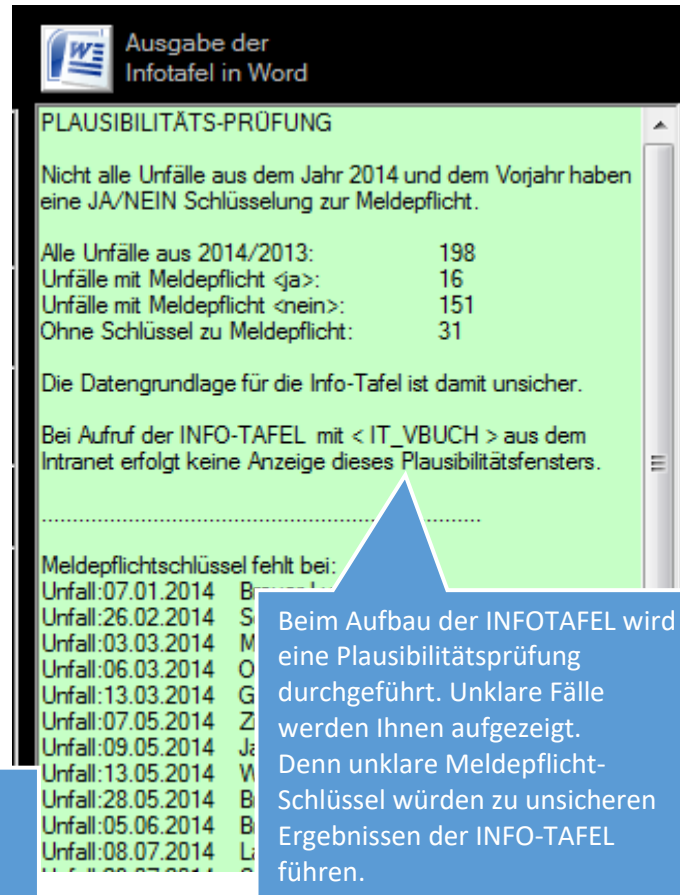 Ausgabe der
Infotafel in Word
PLAUSIBILITÄTS-PRÜFUNG
Nicht alle Unfälle aus dem Jahr 2014 und dem Vorjahr haben
eine JA/NEIN Schlüsselung zur Meldepflicht.
Alle Unfälle aus 2014/2013: 198
Unfälle mit Meldepflicht <ja>: 16
Unfälle mit Meldepflicht <nein>: 151
Ohne Schlüssel zu Meldepflicht: 31
Die Datengrundlage für die Info-Tafel ist damit unsicher.
Bei Aufruf der INFO-TAFEL mit < IT_VBUCH > aus dem
Intranet erfolgt keine Anzeige dieses Plausibilitätsfensters.
Meldepflichtschlüssel fehlt bei:
Unfall:07.01.2014
Unfall:26.02.2014
Unfall:03.03.2014
Unfall:06.03.2014
Unfall:13.03.2014
Unfall:07.05.2014
Unfall:09.05.2014
Unfall:13.05.2014
Unfall:28.05.2014
Unfall:05.06.2014
Unfall:08.07.2014
Beim Aufbau der INFOTAFEL wird
eine Plausibilitätsprüfung
durchgeführt. Unklare Fälle
werden Ihnen aufgezeigt.
Denn unklare Meldepflicht-
Schlüssel würden zu unsicheren
Ergebnissen der INFO-TAFEL
führen.